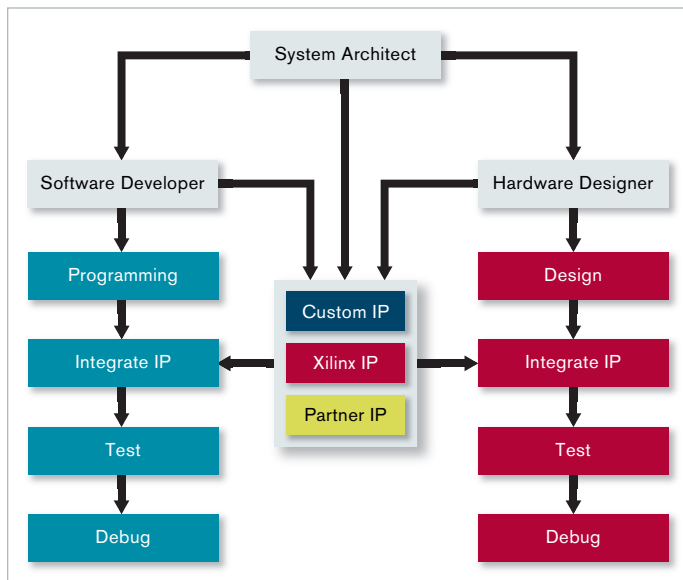 System Architect
Software Developer
Hardware Designer
Programming
Design
Custom IP
Integrate IP
Xilinx IP
Integrate IP
Partner IP
Test
Test
Debug
Debug